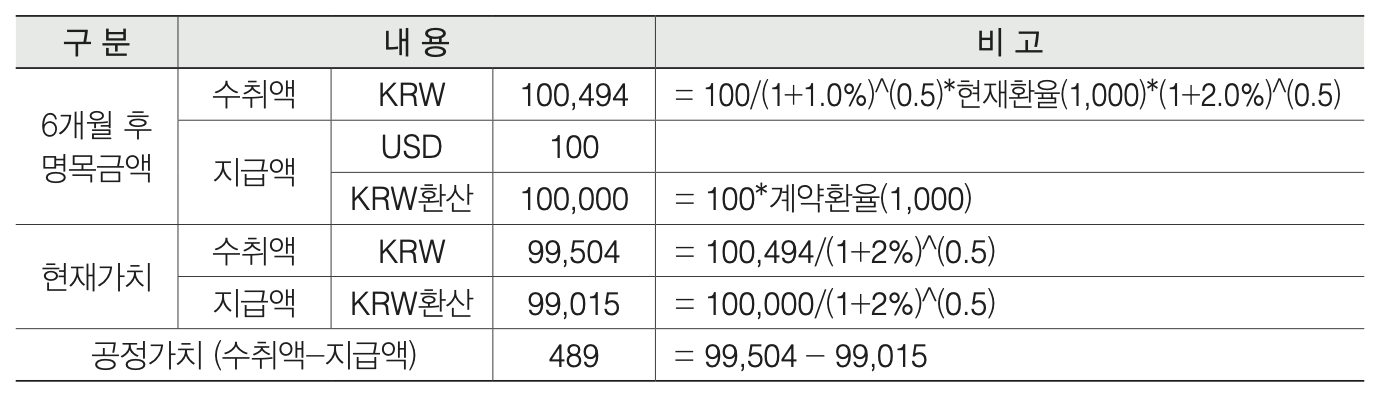 구 분 내 용 비 고
6개월 후 명목금액 수취액 KRW 100,494 = 100/(1+1.0%)^(0.5)*현재환율(1,000)*(1+2.0%)^(0.5)
지급액 USD 100
KRW환산 100,000 = 100*계약환율(1,000)
현재가치 수취액 KRW 99,504 = 100,494/(1+2%)^(0.5)
지급액 KRW환산 99,015 = 100,000/(1+2%)^(0.5)
공정가치 (수취액–지급액) 489 = 99,504 – 99,015